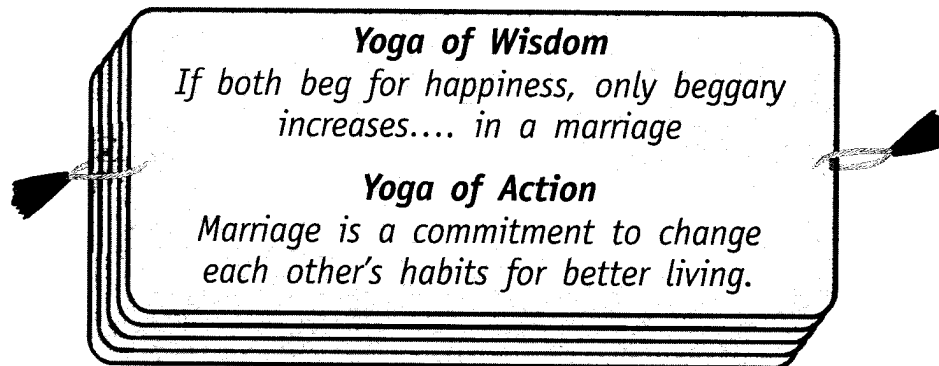 Yoga of Wisdom
If both beg for happiness, only beggary
increases.... in a marriage
Yoga of Action
Marriage is a commitment to change
each other's habits for better living.